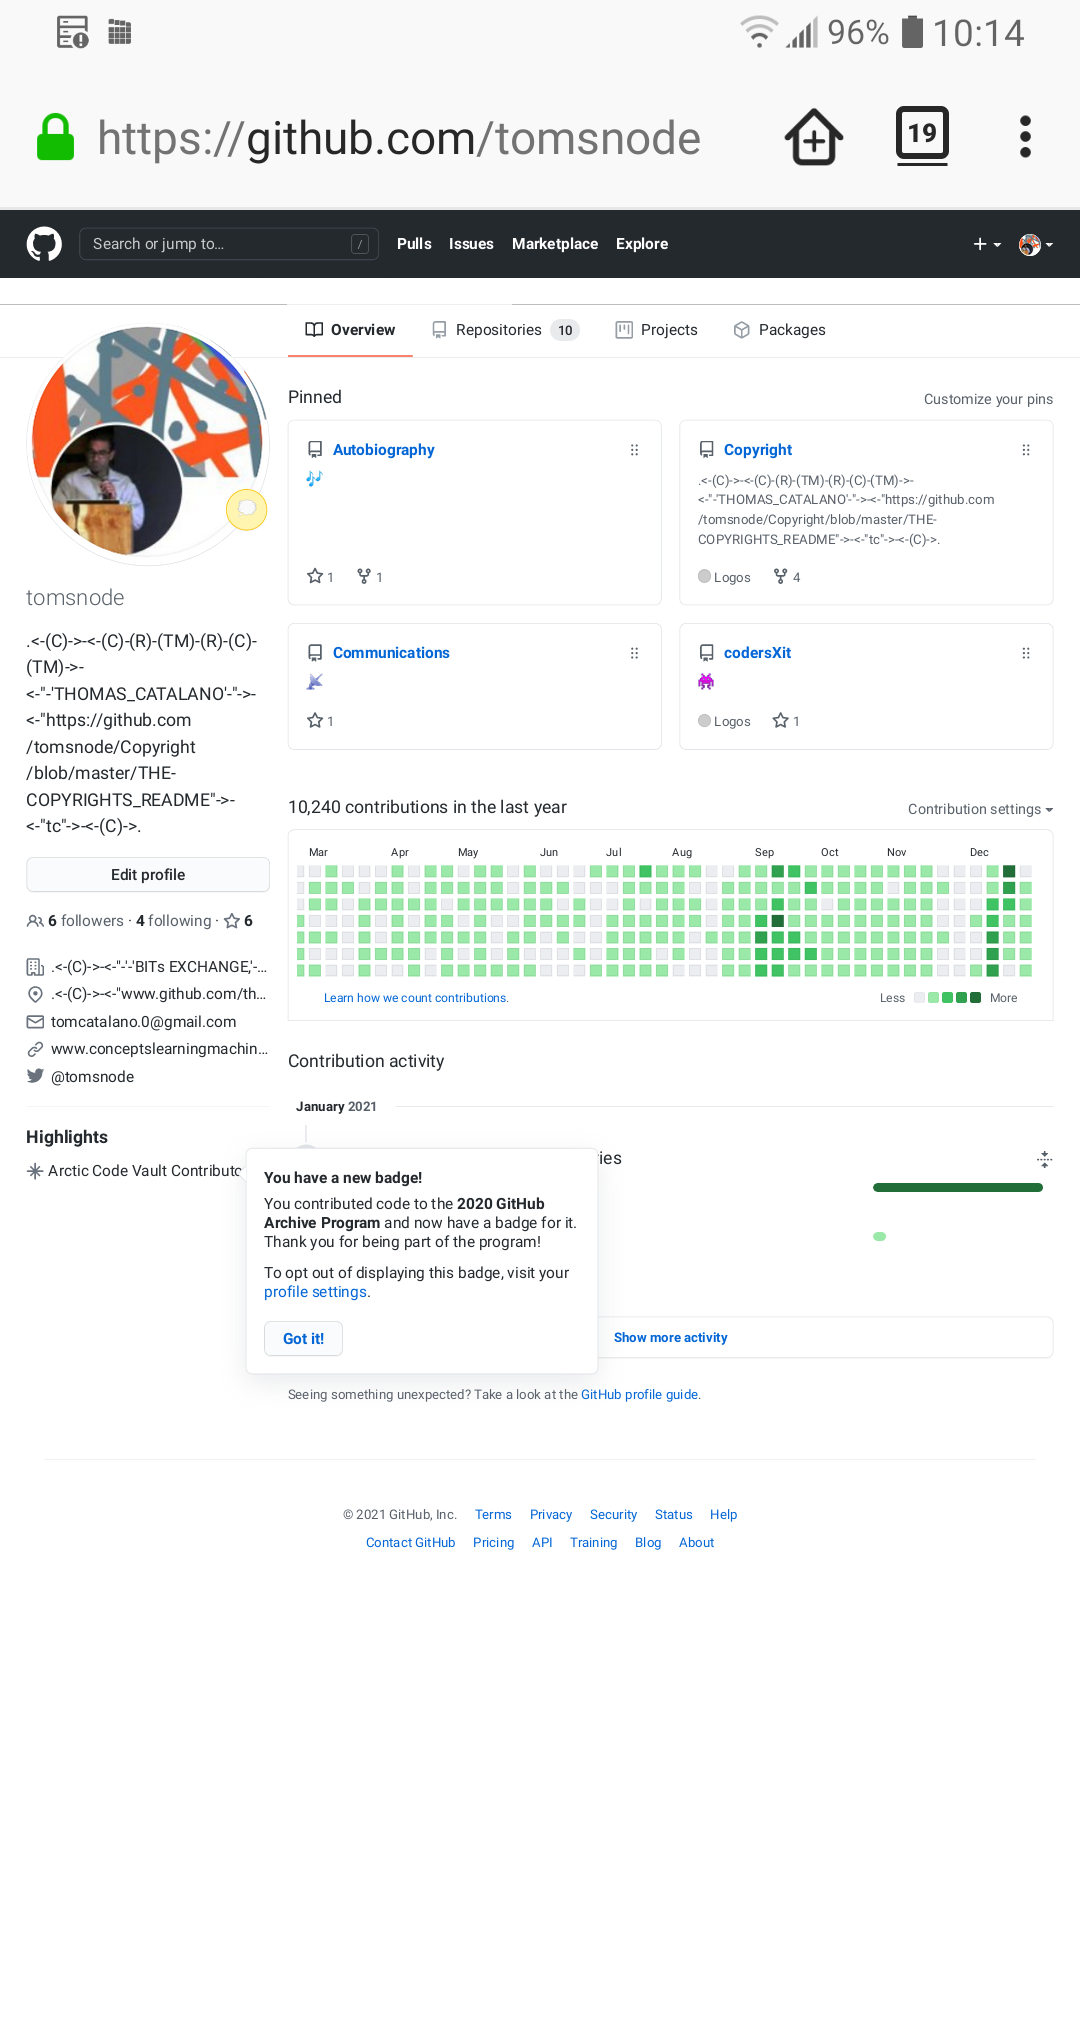 96% 10:14
https://github.com/tomsnode
19
Search or jump to…
/
Pulls Issues Marketplace Explore
Overview Repositories 10 Projects Packages
Pinned
Customize your pins
Autobiography
🎶
1 1
Copyright
.<-(C)->-<-(C)-(R)-(TM)-(R)-(C)-(TM)->-
<-"-'THOMAS_CATALANO'-"->-<-"https://github.com
/tomsnode/Copyright/blob/master/THE-
COPYRIGHTS_README"->-<-"tc"->-<-(C)->.
Logos 4
Communications
1
codersXit
👾
Logos 1
tomsnode
.<-(C)->-<-(C)-(R)-(TM)-(R)-(C)-
(TM)->-
<-"-'THOMAS_CATALANO'-"->-
<-"https://github.com
/tomsnode/Copyright
/blob/master/THE-
COPYRIGHTS_README"->-
<-"tc"->-<-(C)->.
Edit profile
6 followers · 4 following · 6
.<-(C)->-<-"-'-'BITs EXCHANGE,'-...
.<-(C)->-<-"www.github.com/th...
tomcatalano.0@gmail.com
www.conceptslearningmachin...
@tomsnode
Highlights
Arctic Code Vault Contributo
10,240 contributions in the last year
Contribution settings
Mar Apr May Jun Jul Aug Sep Oct Nov Dec
Learn how we count contributions.
Less More
Contribution activity
January 2021
ries
You have a new badge!
You contributed code to the 2020 GitHub
Archive Program and now have a badge for it.
Thank you for being part of the program!
To opt out of displaying this badge, visit your
profile settings.
Got it!
Show more activity
Seeing something unexpected? Take a look at the GitHub profile guide.
© 2021 GitHub, Inc. Terms Privacy Security Status Help
Contact GitHub Pricing API Training Blog About